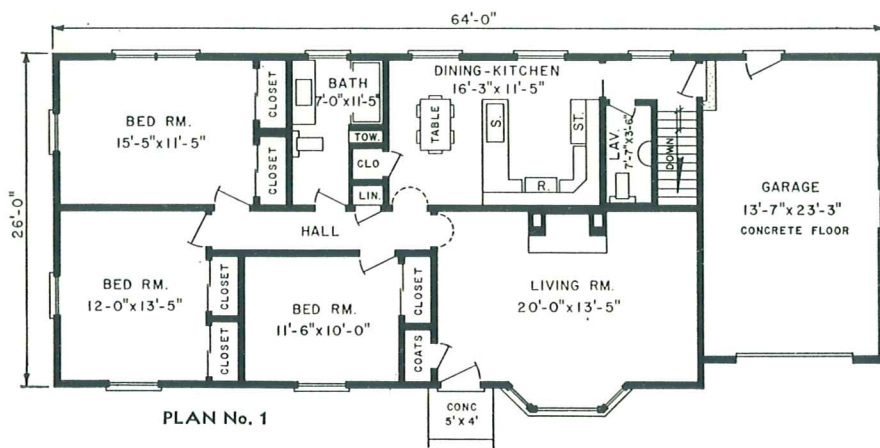 64'-0"
26'-0"
BED RM.
15'-5"x11'-5"
CLOSET
CLOSET
BATH
7'-0"x11'-5"
TOW.
CLO
LIN.
DINING-KITCHEN
16'-3"x11'-5"
TABLE
S.
ST.
R.
LAV.
7'-7"x3'-6"
DOWN
GARAGE
13'-7"x23'-3"
CONCRETE FLOOR
HALL
BED RM.
12'-0"x13'-5"
CLOSET
CLOSET
BED RM.
11'-6"x10'-0"
CLOSET
COATS
LIVING RM.
20'-0"x13'-5"
CONC
5'x4'
PLAN No. 1